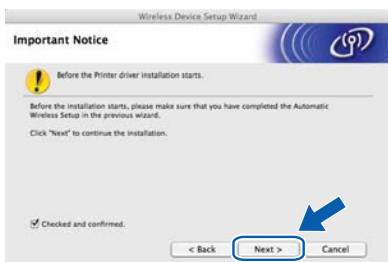 Wireless Device Setup Wizard
Important Notice
Before the Printer driver installation starts.
Before the installation starts, please make sure that you have completed the Automatic
Wireless Setup in the previous wizard.
Click "Next" to continue the installation.
Checked and confirmed.
< Back Next > Cancel